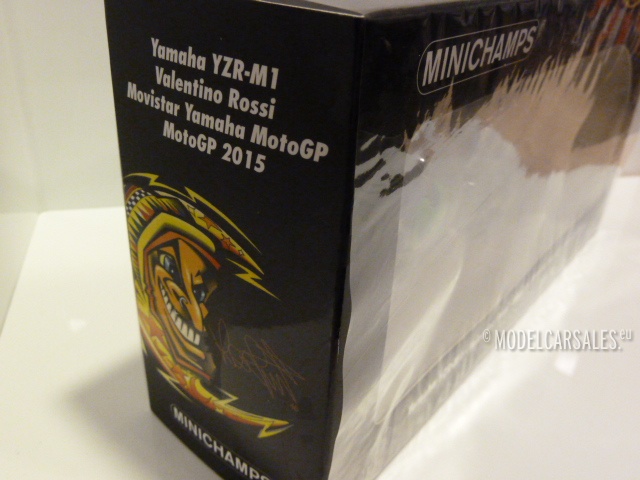 Yamaha YZR-M1
Valentino Rossi
Movistar Yamaha MotoGP
MotoGP 2015
MINICHAMPS
MINICHAMPS
© MODELCARSALES.eu